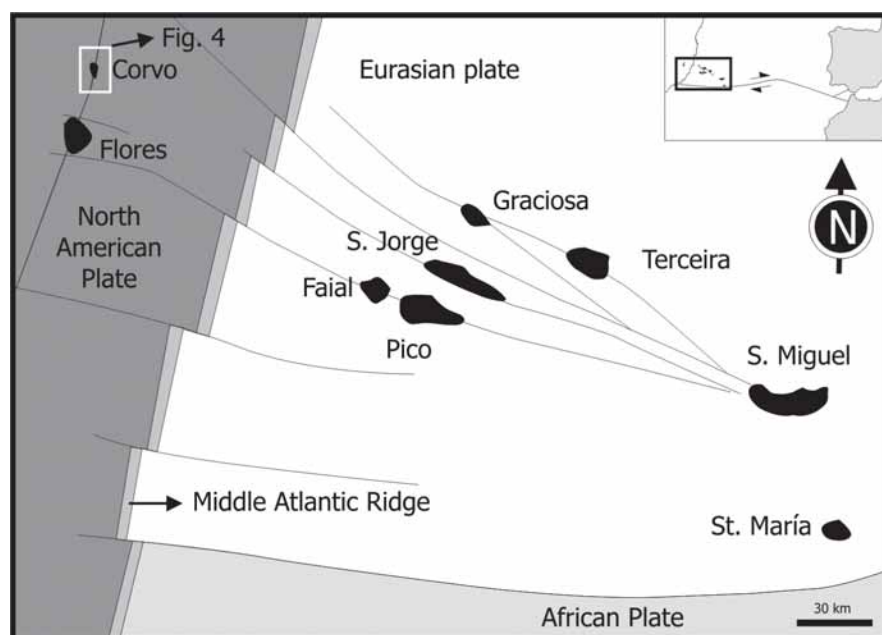 Fig. 4
Corvo
Eurasian plate
Flores
Graciosa
North
American
Plate
S. Jorge
Terceira
N
Faial
Pico
S. Miguel
Middle Atlantic Ridge
St. María
African Plate
30 km